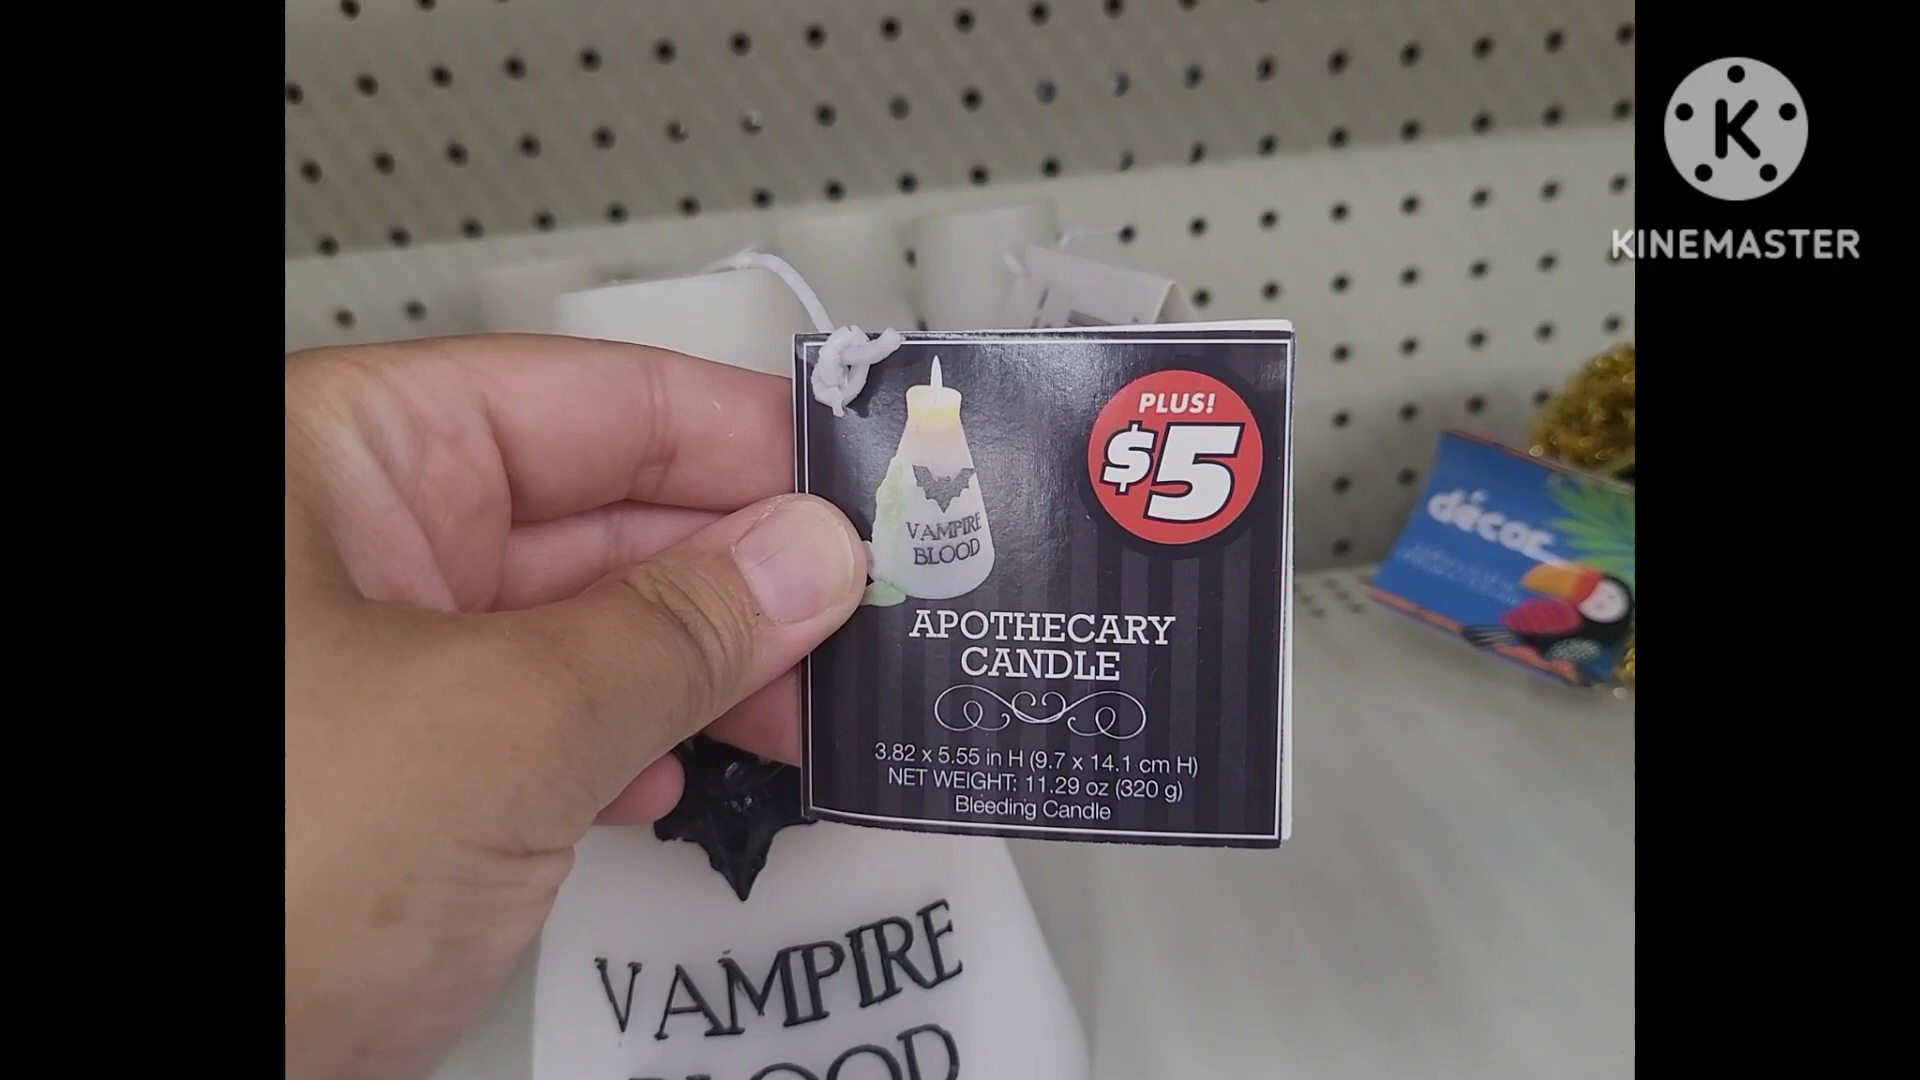 K
KINEMASTER
PLUS!
$5
VAMPIRE
BLOOD
APOTHECARY
CANDLE
3.82 x 5.55 in H (9.7 x 14.1 cm H)
NET WEIGHT: 11.29 oz (320 g)
Bleeding Candle
décor
VAMPIRE
BLOOD